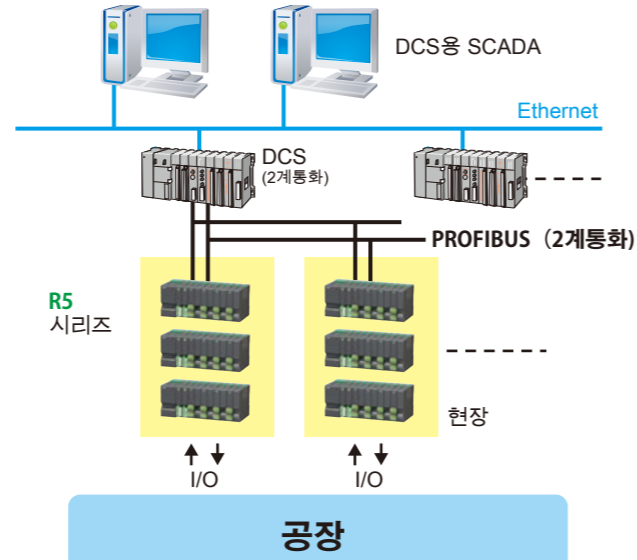 DCS용 SCADA
Ethernet
DCS
(2계통화)
PROFIBUS (2계통화)
R5
시리즈
현장
I/O
I/O
공장